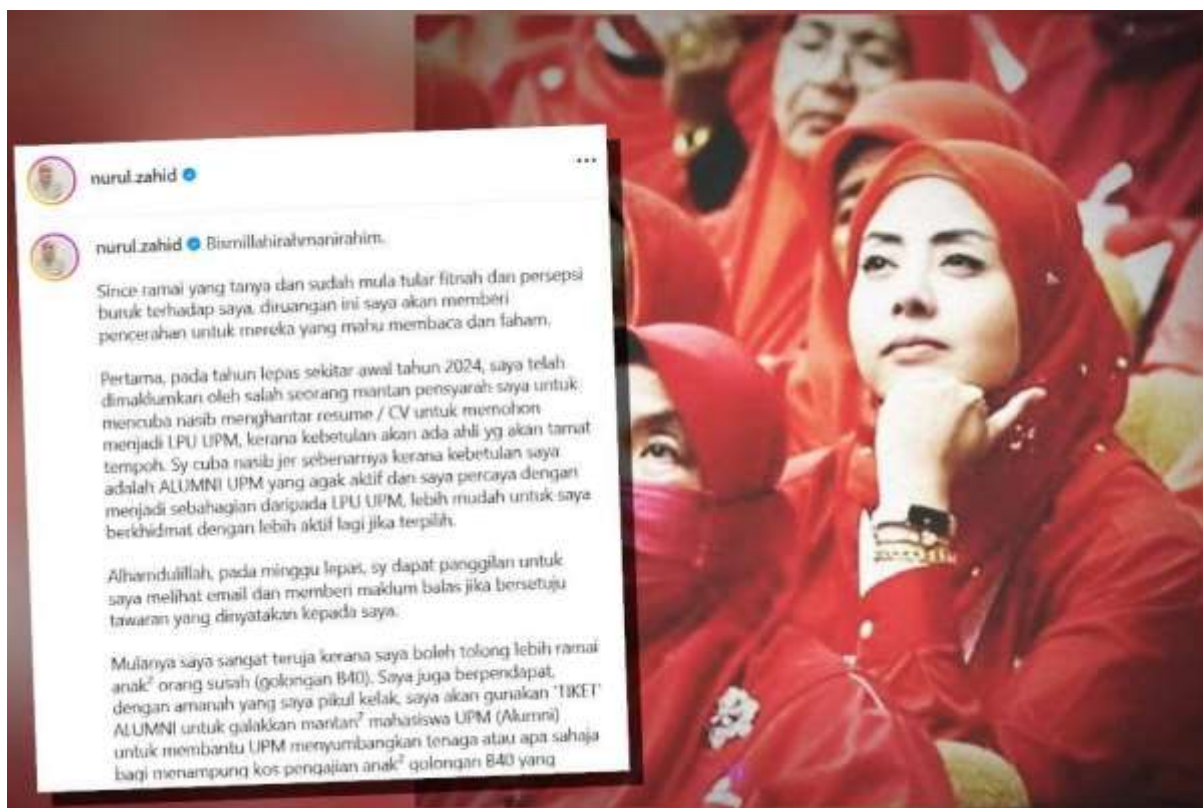 nurul.zahid
nurul.zahid Bismillahirahmanirahim.
Since ramai yang tanya dan sudah mula tular fitnah dan persepsi
buruk terhadap saya, diruangan ini saya akan memberi
pencerahan untuk mereka yang mahu membaca dan faham.
Pertama, pada tahun lepas sekitar awal tahun 2024, saya telah
dimaklumkan oleh salah seorang mantan pensyarah saya untuk
mencuba nasib menghantar resume / CV untuk memohon
menjadi LPU UPM, kerana kebetulan akan ada ahli yg akan tamat
tempoh. Sy cuba nasib jer sebenarnya kerana kebetulan saya
adalah ALUMNI UPM yang agak aktif dan saya percaya dengan
menjadi sebahagian daripada LPU UPM, lebih mudah untuk saya
berkhidmat dengan lebih aktif lagi jika terpilih.
Alhamdulillah, pada minggu lepas, sy dapat panggilan untuk
saya melihat email dan memberi maklum balas jika bersetuju
tawaran yang dinyatakan kepada saya.
Mulanya saya sangat teruja kerana saya boleh tolong lebih ramai
anak² orang susah (golongan B40). Saya juga berpendapat,
dengan amanah yang saya pikul kelak, saya akan gunakan 'TIKET'
ALUMNI untuk galakkan mantan² mahasiswa UPM (Alumni)
untuk membantu UPM menyumbangkan tenaga atau apa sahaja
bagi menampung kos pengajian anak² golongan B40 yang